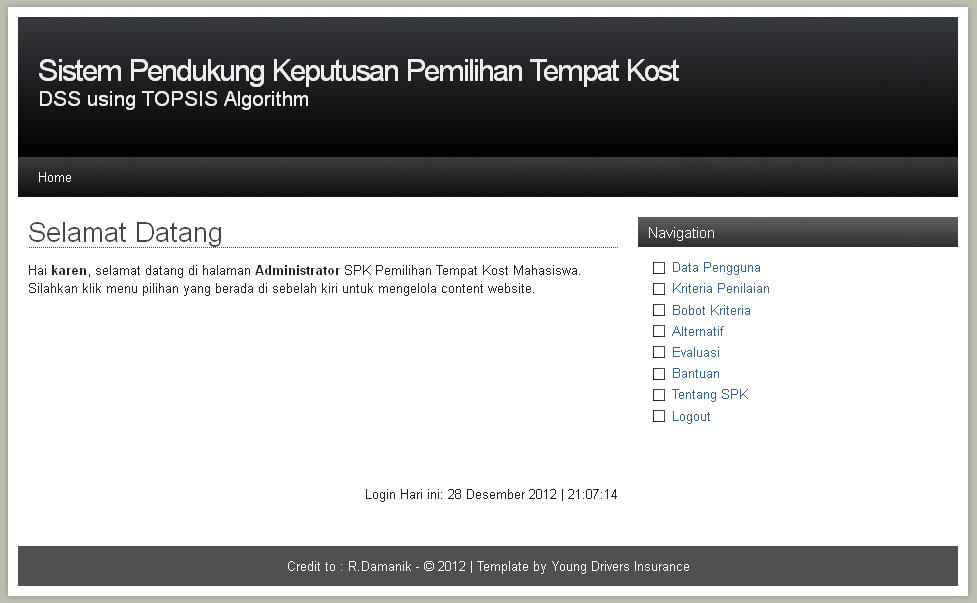 Sistem Pendukung Keputusan Pemilihan Tempat Kost
DSS using TOPSIS Algorithm
Home
Selamat Datang
Hai karen, selamat datang di halaman Administrator SPK Pemilihan Tempat Kost Mahasiswa.
Silahkan klik menu pilihan yang berada di sebelah kiri untuk mengelola content website.
Login Hari ini: 28 Desember 2012 | 21:07:14
Navigation
Data Pengguna
Kriteria Penilaian
Bobot Kriteria
Alternatif
Evaluasi
Bantuan
Tentang SPK
Logout
Credit to : R.Damanik - © 2012 | Template by Young Drivers Insurance